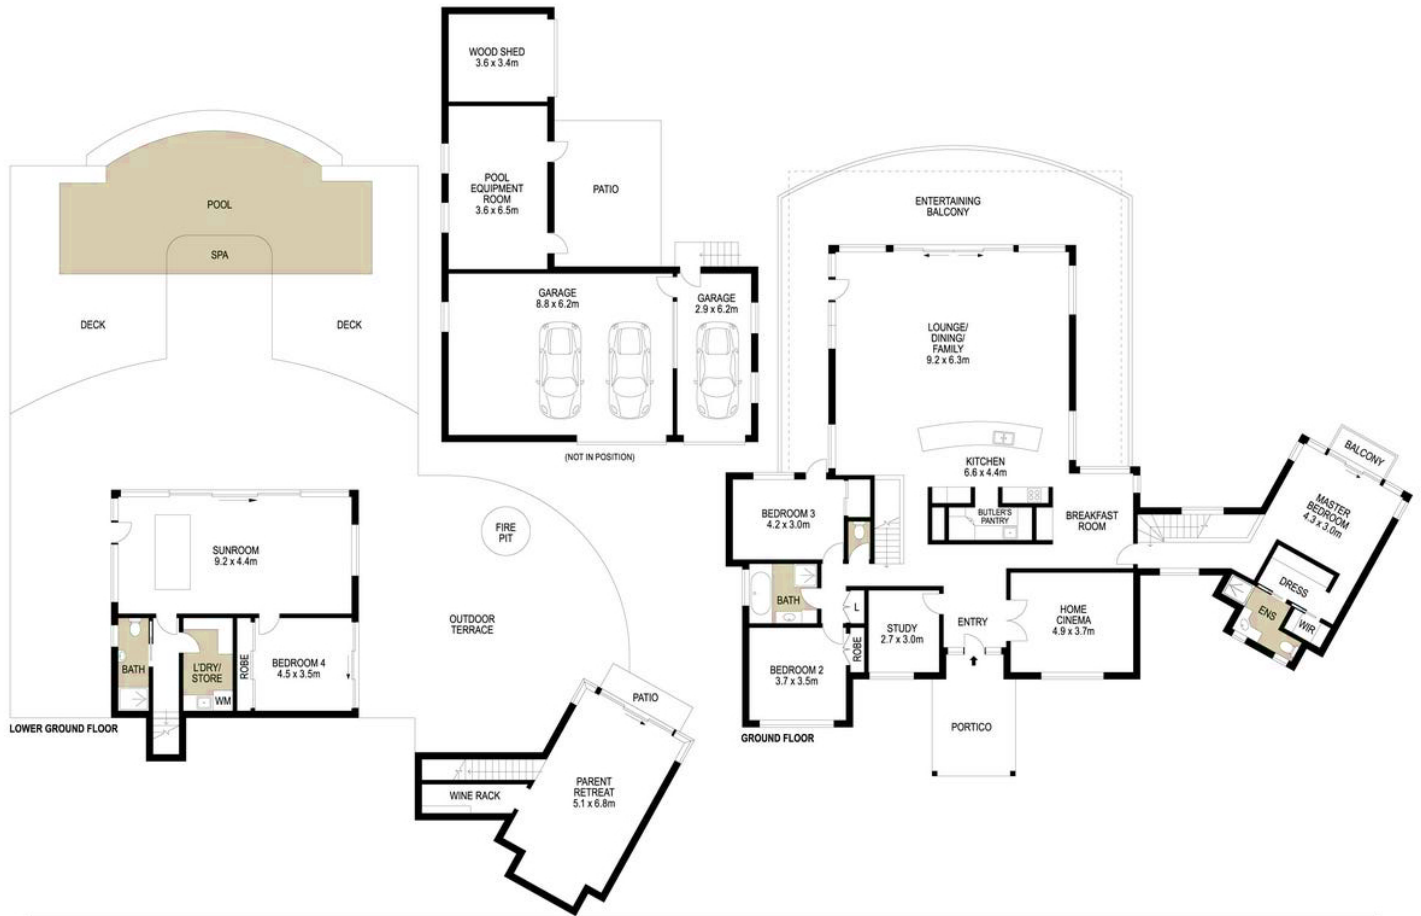 WOOD SHED
3.6 x 3.4m
POOL
EQUIPMENT
ROOM
3.6 x 6.5m
PATIO
POOL
SPA
DECK
DECK
GARAGE
8.8 x 6.2m
GARAGE
2.9 x 6.2m
(NOT IN POSITION)
SUNROOM
9.2 x 4.4m
FIRE
PIT
OUTDOOR
TERRACE
BATH
L'DRY/
STORE
WM
ROBE
BEDROOM 4
4.5 x 3.5m
LOWER GROUND FLOOR
PATIO
WINE RACK
PARENT
RETREAT
5.1 x 6.8m
ENTERTAINING
BALCONY
LOUNGE/
DINING/
FAMILY
9.2 x 6.3m
KITCHEN
6.6 x 4.4m
BUTLER'S
PANTRY
BREAKFAST
ROOM
BEDROOM 3
4.2 x 3.0m
BATH
L
ROBE
BEDROOM 2
3.7 x 3.5m
STUDY
2.7 x 3.0m
ENTRY
HOME
CINEMA
4.9 x 3.7m
PORTICO
GROUND FLOOR
BALCONY
MASTER
BEDROOM
4.3 x 3.0m
DRESS
ENS
WIR